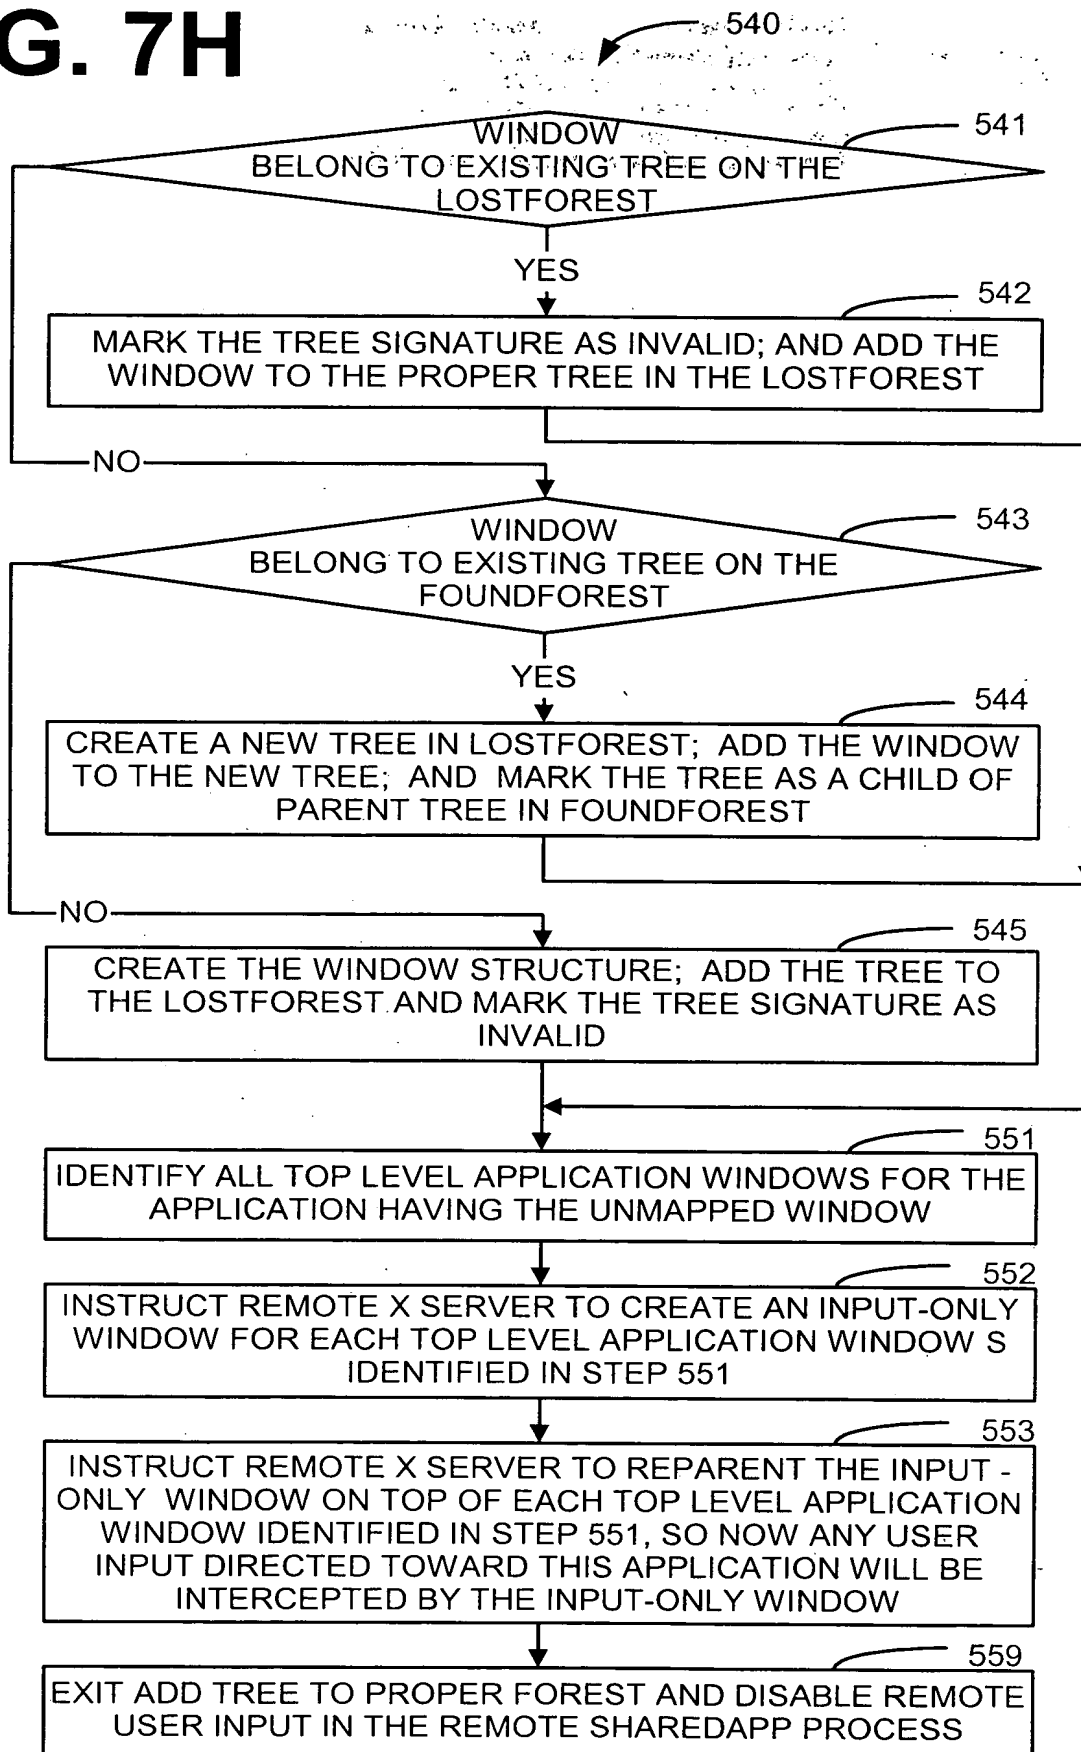 G. 7H
540
541
WINDOW
BELONG TO EXISTING TREE ON THE
LOSTFOREST
YES
542
MARK THE TREE SIGNATURE AS INVALID; AND ADD THE
WINDOW TO THE PROPER TREE IN THE LOSTFOREST
NO
543
WINDOW
BELONG TO EXISTING TREE ON THE
FOUNDFOREST
YES
544
CREATE A NEW TREE IN LOSTFOREST; ADD THE WINDOW
TO THE NEW TREE; AND MARK THE TREE AS A CHILD OF
PARENT TREE IN FOUNDFOREST
NO
545
CREATE THE WINDOW STRUCTURE; ADD THE TREE TO
THE LOSTFOREST AND MARK THE TREE SIGNATURE AS
INVALID
551
IDENTIFY ALL TOP LEVEL APPLICATION WINDOWS FOR THE
APPLICATION HAVING THE UNMAPPED WINDOW
552
INSTRUCT REMOTE X SERVER TO CREATE AN INPUT-ONLY
WINDOW FOR EACH TOP LEVEL APPLICATION WINDOW S
IDENTIFIED IN STEP 551
553
INSTRUCT REMOTE X SERVER TO REPARENT THE INPUT -
ONLY WINDOW ON TOP OF EACH TOP LEVEL APPLICATION
WINDOW IDENTIFIED IN STEP 551, SO NOW ANY USER
INPUT DIRECTED TOWARD THIS APPLICATION WILL BE
INTERCEPTED BY THE INPUT-ONLY WINDOW
559
EXIT ADD TREE TO PROPER FOREST AND DISABLE REMOTE
USER INPUT IN THE REMOTE SHAREDAPP PROCESS